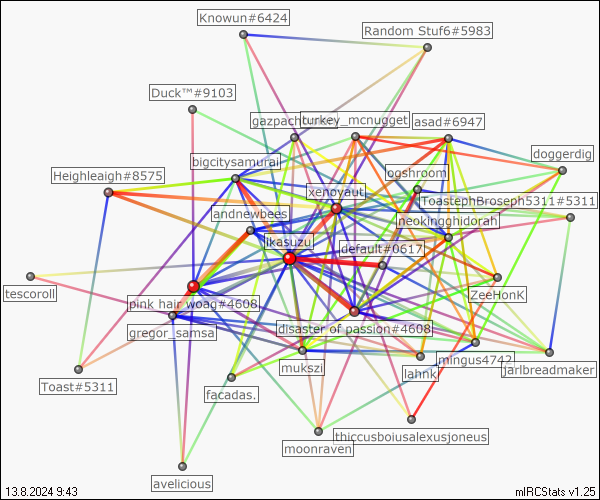 Knowun#6424
Random Stuf6#5983
Duck™#9103
turkey_mcnugget
asad#6947
doggerdig
bigcitysamurai
Heighleaigh#8575
xenoyaut
ogshroom
ToastephBroseph5311#5311
andnewbees
neokingghidorah
ikasuzu
default#0617
tescoroll
pink hair woag#4608
ZeeHonK
gregor_samsa
disaster of passion#4608
mukszi
mingus4742
lahnk
jarlbreadmaker
Toast#5311
facadas.
thiccusboiusalexusjoneus
moonraven
avelicious
13.8.2024 9:43
mIRCStats v1.25